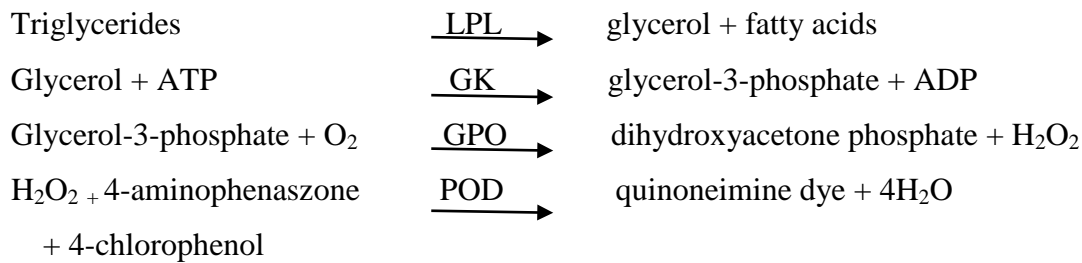 Triglycerides LPL glycerol + fatty acids
Glycerol + ATP GK glycerol-3-phosphate + ADP
Glycerol-3-phosphate + O₂ GPO dihydroxyacetone phosphate + H₂O₂
H₂O₂ + 4-aminophenaszone POD quinoneimine dye + 4H₂O
+ 4-chlorophenol